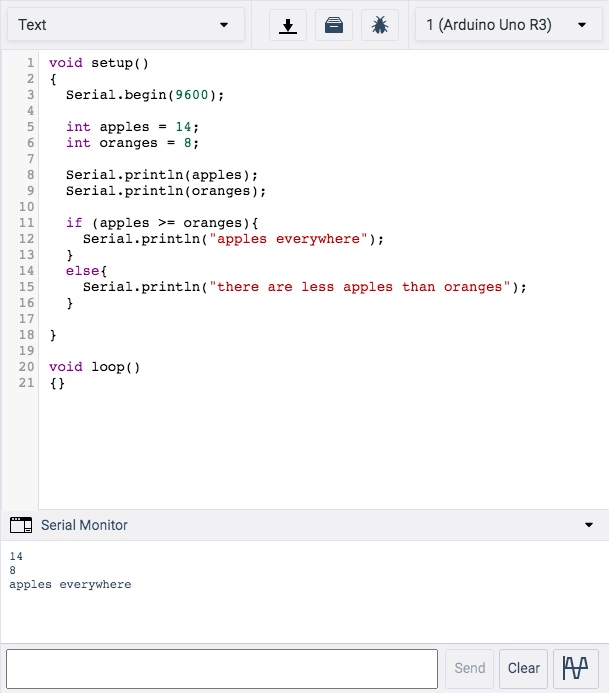 Text
1 (Arduino Uno R3)
1 void setup()
2 {
3   Serial.begin(9600);
4
5   int apples = 14;
6   int oranges = 8;
7
8   Serial.println(apples);
9   Serial.println(oranges);
10
11   if (apples >= oranges){
12     Serial.println("apples everywhere");
13   }
14   else{
15     Serial.println("there are less apples than oranges");
16   }
17
18 }
19
20 void loop()
21 {}
Serial Monitor
14
8
apples everywhere
Send
Clear